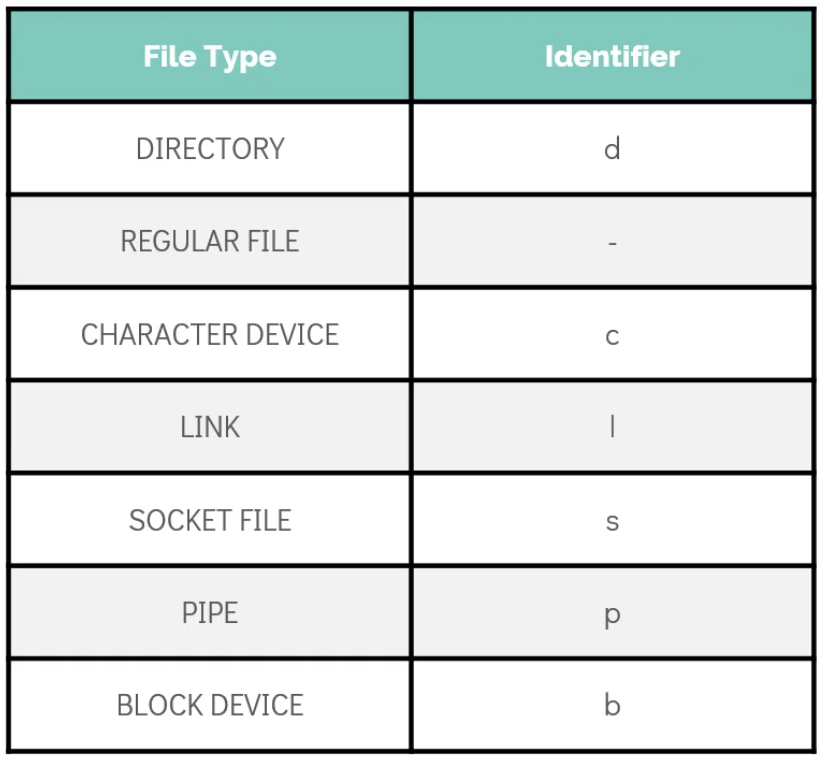 File Type Identifier
DIRECTORY d
REGULAR FILE -
CHARACTER DEVICE c
LINK l
SOCKET FILE s
PIPE p
BLOCK DEVICE b